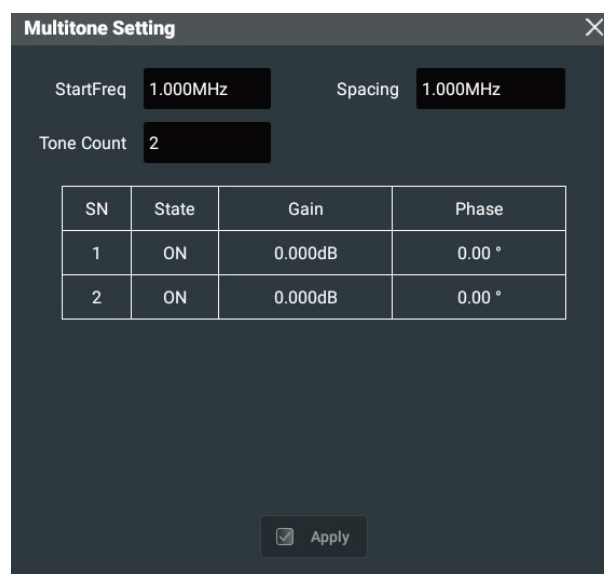 Multitone Setting
StartFreq 1.000MHz Spacing 1.000MHz
Tone Count 2
SN State Gain Phase
1 ON 0.000dB 0.00 °
2 ON 0.000dB 0.00 °
Apply